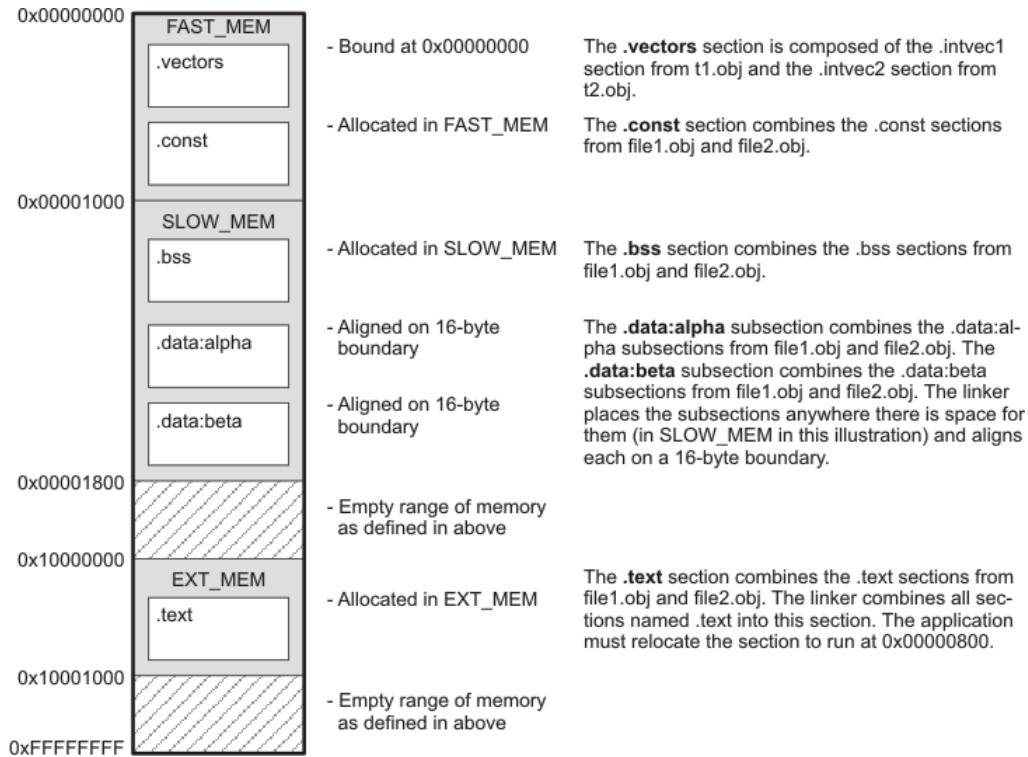 0x00000000
FAST_MEM
.vectors
- Bound at 0x00000000
The .vectors section is composed of the .intvec1
section from t1.obj and the .intvec2 section from
t2.obj.
.const
- Allocated in FAST_MEM
The .const section combines the .const sections
from file1.obj and file2.obj.
0x00001000
SLOW_MEM
.bss
- Allocated in SLOW_MEM
The .bss section combines the .bss sections from
file1.obj and file2.obj.
.data:alpha
- Aligned on 16-byte
boundary
The .data:alpha subsection combines the .data:al-
pha subsections from file1.obj and file2.obj. The
.data:beta subsection combines the .data:beta
subsections from file1.obj and file2.obj. The linker
places the subsections anywhere there is space for
them (in SLOW_MEM in this illustration) and aligns
each on a 16-byte boundary.
.data:beta
- Aligned on 16-byte
boundary
0x00001800
- Empty range of memory
as defined in above
0x10000000
EXT_MEM
.text
- Allocated in EXT_MEM
The .text section combines the .text sections from
file1.obj and file2.obj. The linker combines all sec-
tions named .text into this section. The application
must relocate the section to run at 0x00000800.
0x10001000
- Empty range of memory
as defined in above
0xFFFFFFFF